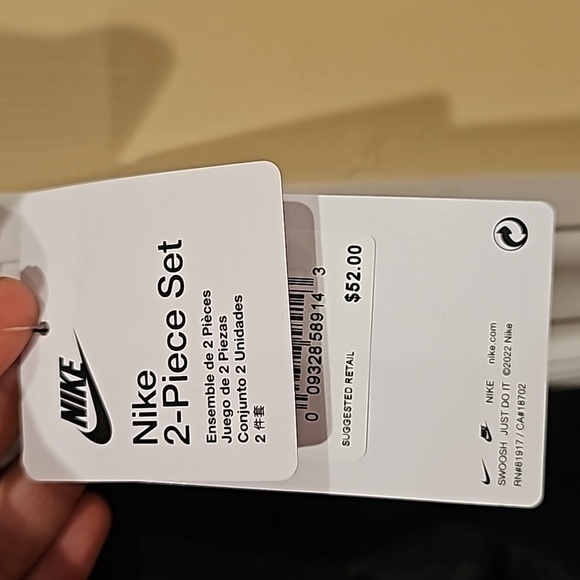 NIKE
Nike
2-Piece Set
Ensemble de 2 Pièces
Juego de 2 Piezas
Conjunto 2 Unidades
2 件套
0 09328 58914 3
SUGGESTED RETAIL $52.00
NIKE nike.com
SWOOSH JUST DO IT ©2022 Nike
RN#81917 / CA#18702